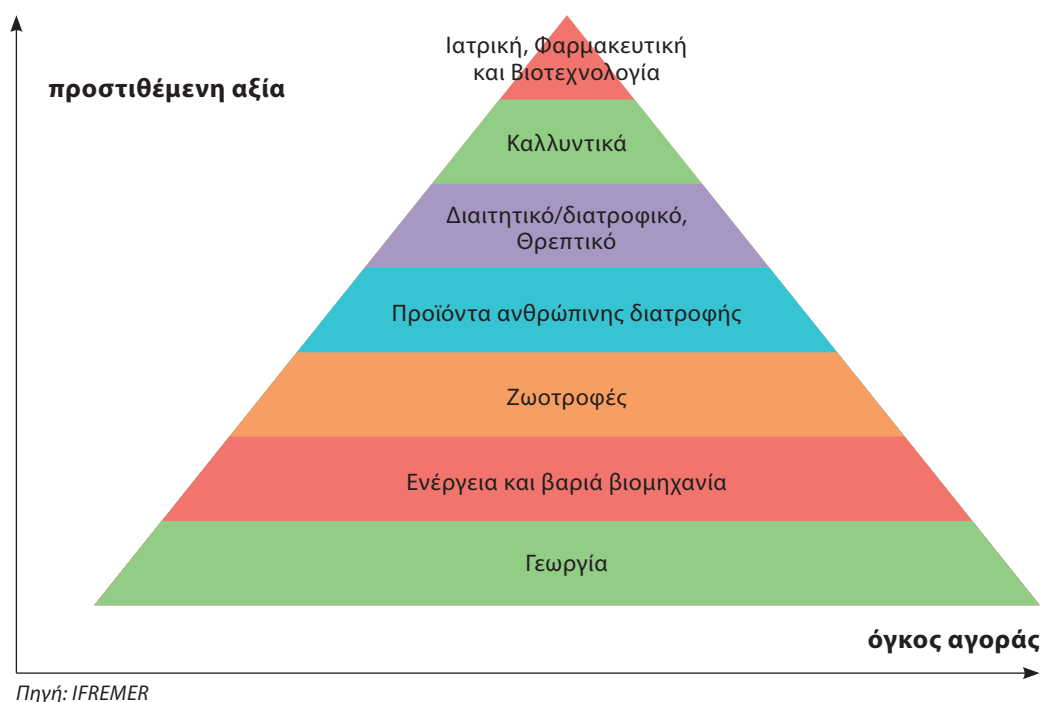 Ιατρική, Φαρμακευτική
και Βιοτεχνολογία
προστιθέμενη αξία
Καλλυντικά
Διαιτητικό/διατροφικό,
Θρεπτικό
Προϊόντα ανθρώπινης διατροφής
Ζωοτροφές
Ενέργεια και βαριά βιομηχανία
Γεωργία
όγκος αγοράς
Πηγή: IFREMER